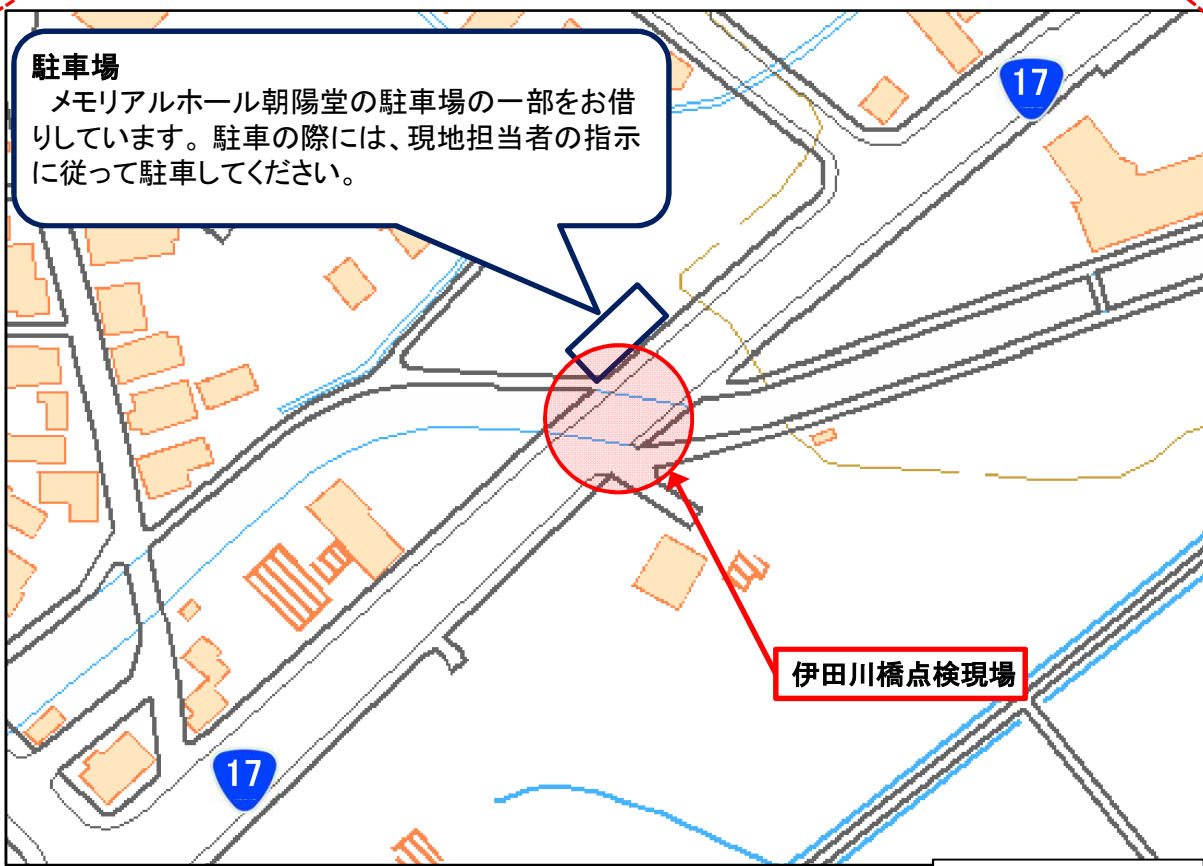 駐車場
メモリアルホール朝陽堂の駐車場の一部をお借
りしています。駐車の際には、現地担当者の指示
に従って駐車してください。
17
伊田川橋点検現場
17